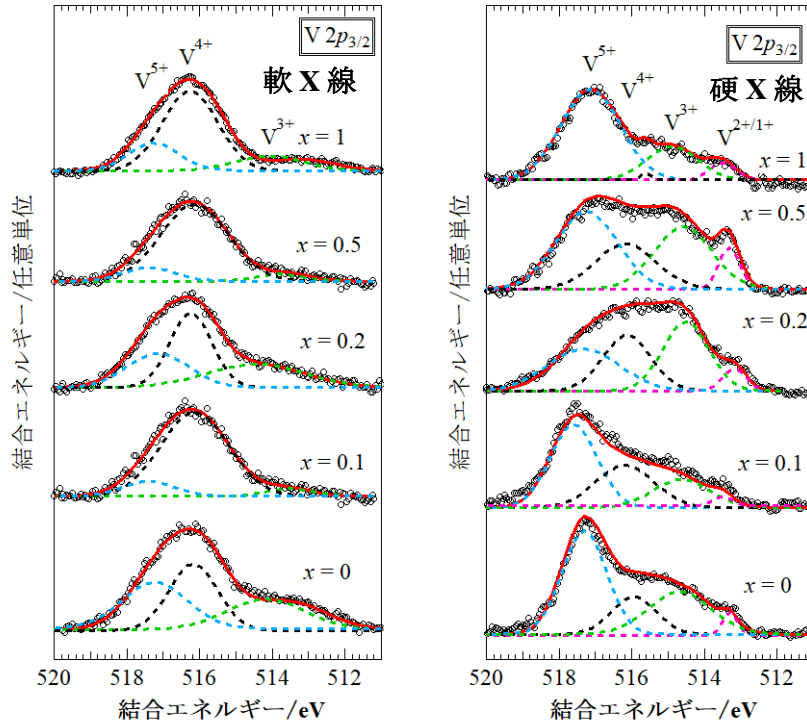 V 2p3/2
軟 X 線
V5+
V4+
V3+
x = 1
x = 0.5
x = 0.2
x = 0.1
x = 0
520
518
516
514
512
結合エネルギー/eV
結合エネルギー/任意単位
V 2p3/2
硬 X 線
V5+
V4+
V3+
V2+/1+
x = 1
x = 0.5
x = 0.2
x = 0.1
x = 0
520
518
516
514
512
結合エネルギー/eV
結合エネルギー/任意単位